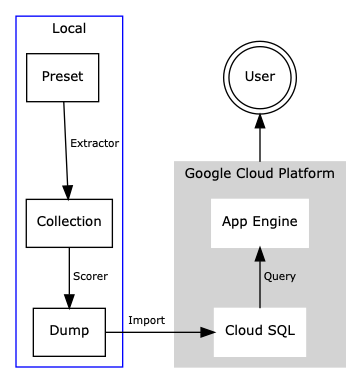 Local
Preset
User
Extractor
Google Cloud Platform
Collection
App Engine
Scorer
Query
Import
Dump
Cloud SQL